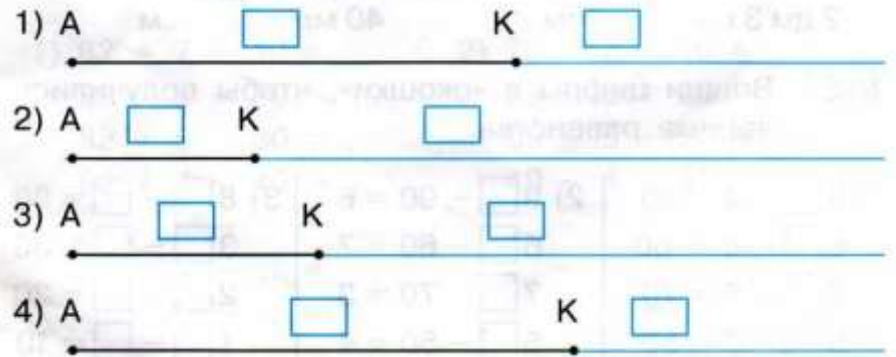 1) А К
2) А К
3) А К
4) А К